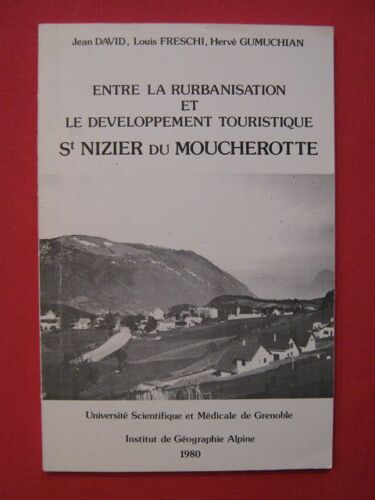 Jean DAVID, Louis FRESCHI, Hervé GUMUCHIAN
ENTRE LA RURBANISATION
ET
LE DEVELOPPEMENT TOURISTIQUE
St NIZIER DU MOUCHEROTTE
Université Scientifique et Médicale de Grenoble
Institut de Géographie Alpine
1980